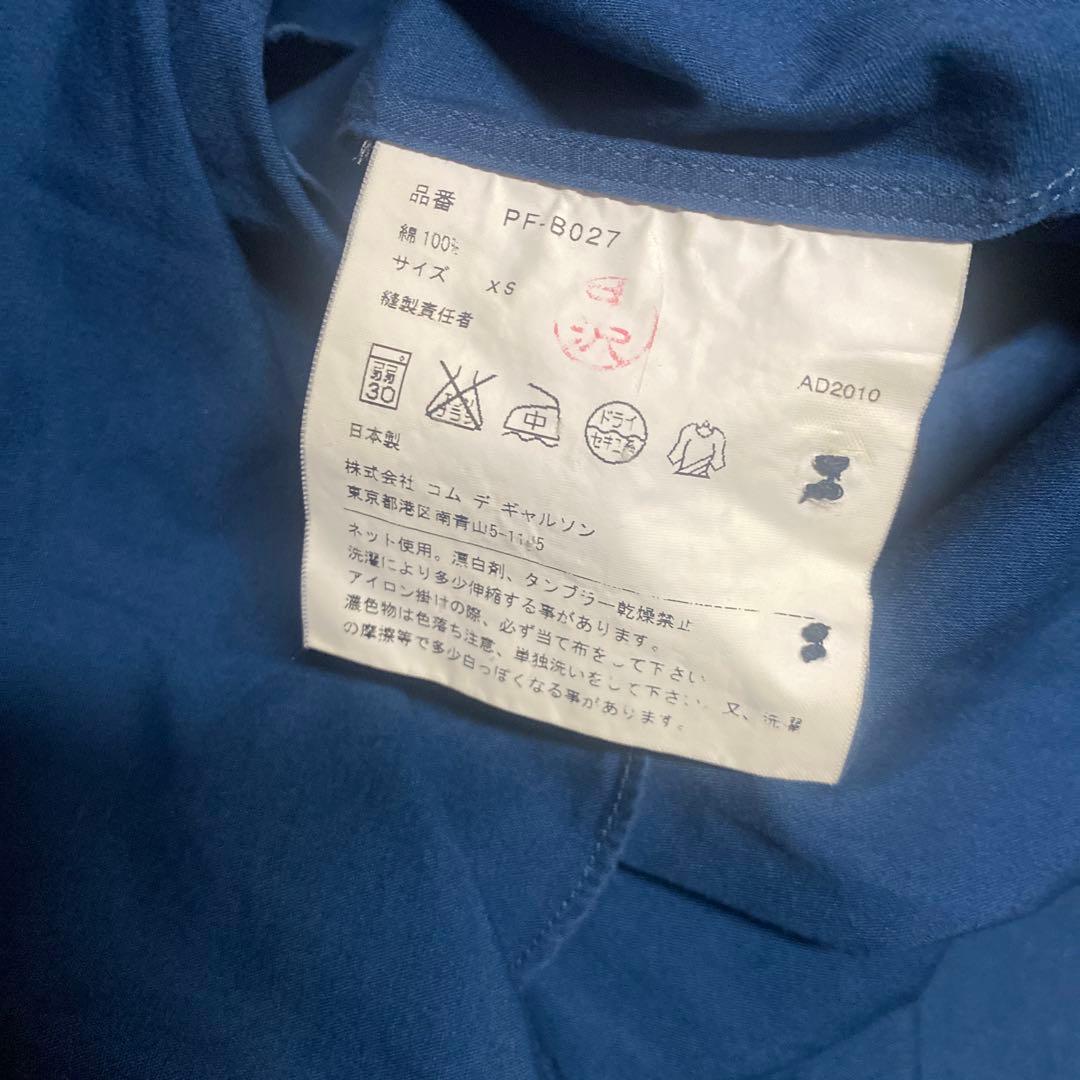 品番 PF-B027
綿 100%
サイズ XS
縫製責任者
沢
AD2010
弱
30
中
ドライ
セキユ系
日本製
株式会社 コム デ ギャルソン
東京都港区南青山5-11-5
ネット使用。漂白剤、タンブラー乾燥禁止
洗濯により多少伸縮する事があります。
アイロン掛けの際、必ず当て布をして下さい
濃色物は色落ち注意、単独洗いをして下さい。又、洗濯
の摩擦等で多少白っぽくなる事があります。